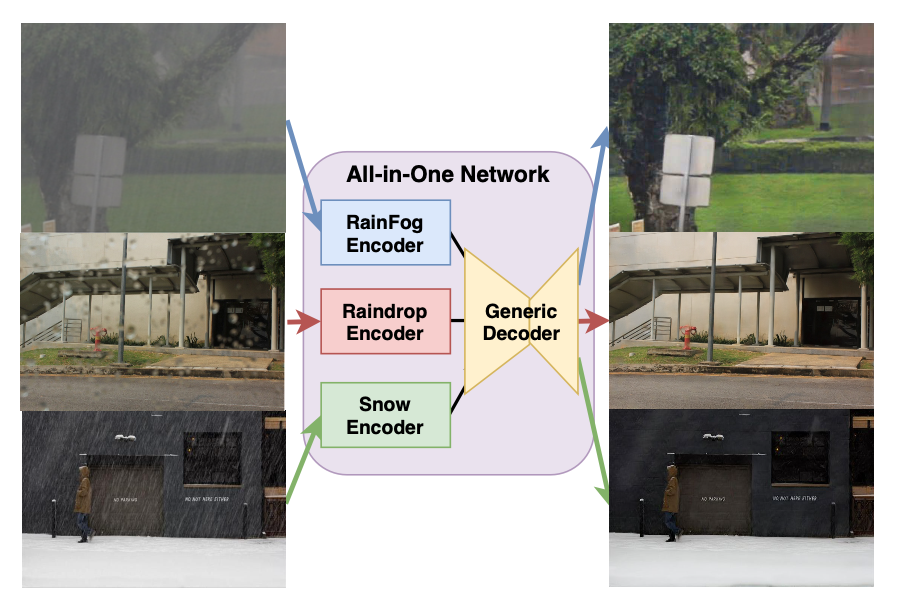 All-in-One Network
RainFog
Encoder
Raindrop
Encoder
Snow
Encoder
Generic
Decoder
NO PARKING
NO NOT HERE EITHER
NO PARKING
NO NOT HERE EITHER